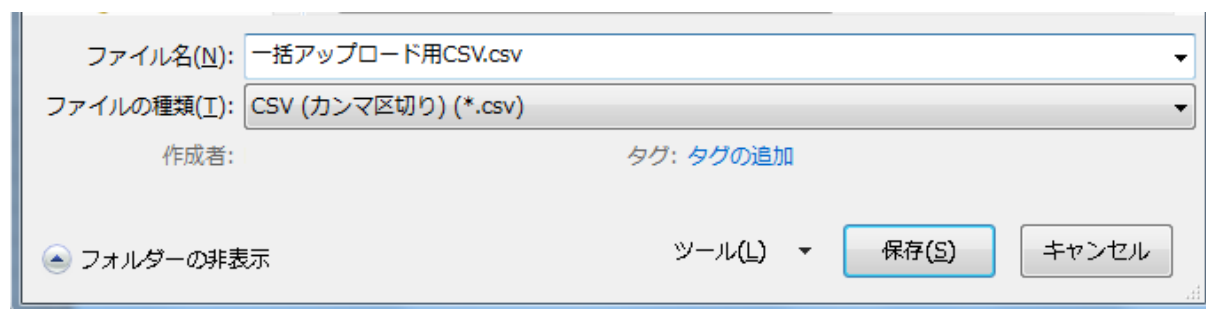 ファイル名(N): 一括アップロード用CSV.csv
ファイルの種類(T): CSV (カンマ区切り) (*.csv)
作成者: タグ: タグの追加
フォルダーの非表示 ツール(L) 保存(S) キャンセル